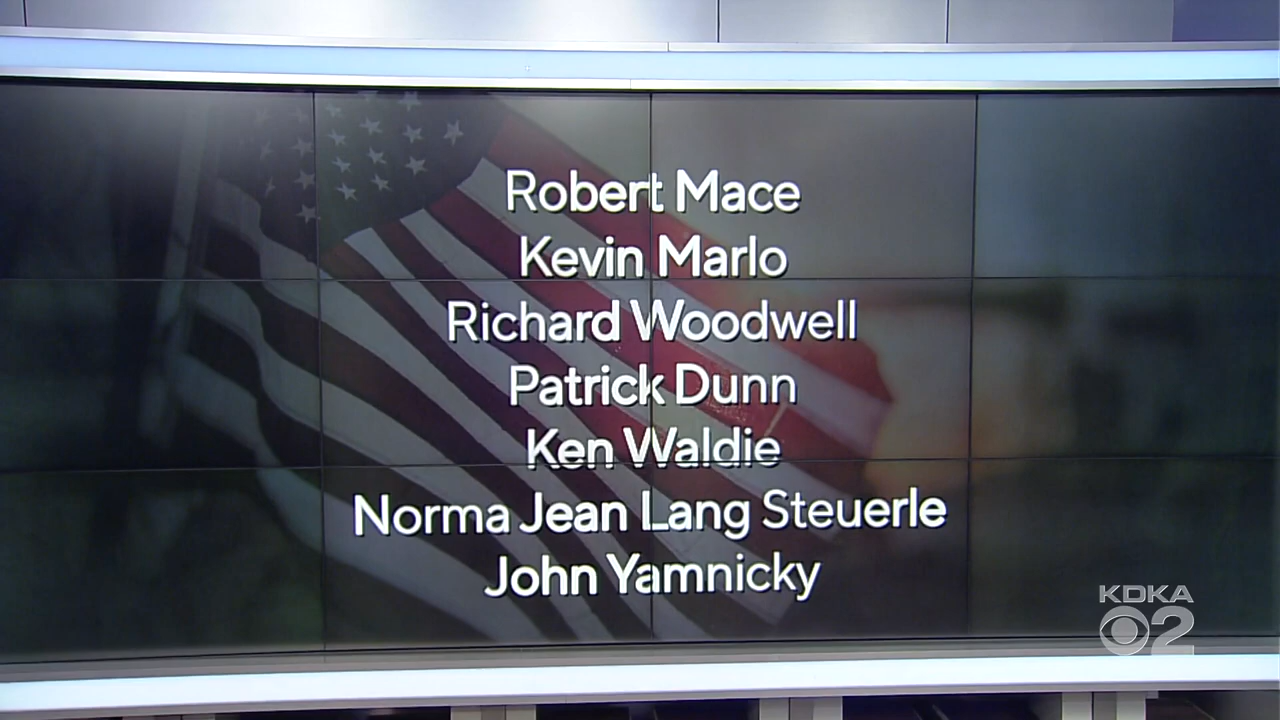 Robert Mace
Kevin Marlo
Richard Woodwell
Patrick Dunn
Ken Waldie
Norma Jean Lang Steuerle
John Yamnicky
KDKA
2